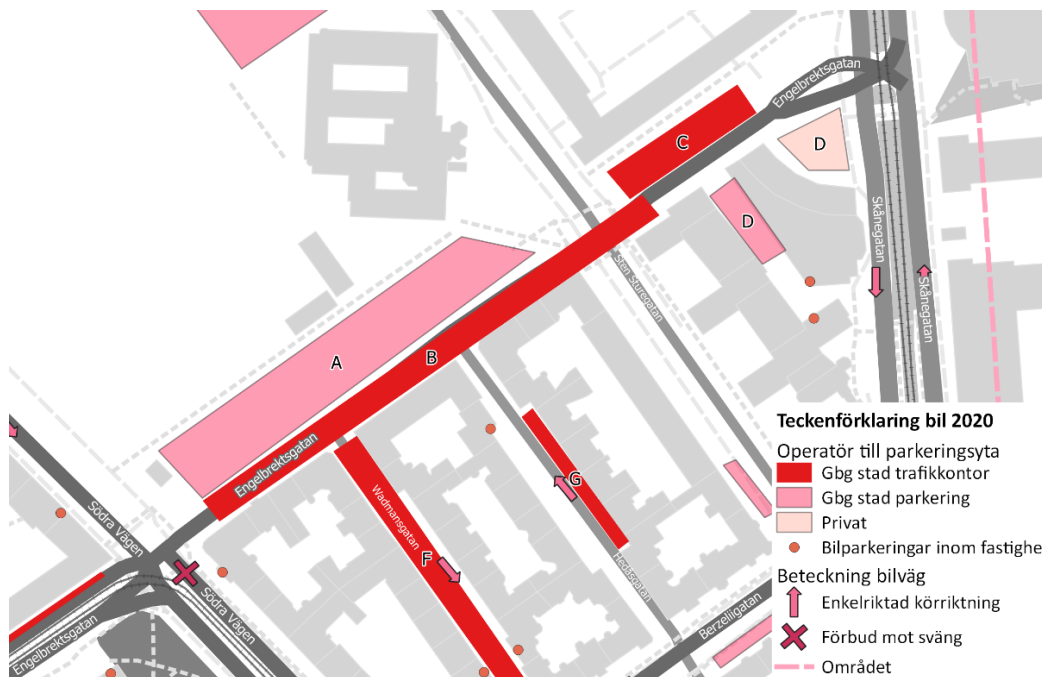 Engelbrektsgatan
C
D
D
Skånegatan
Skånegatan
Sten Sturegatan
A
B
Engelbrektsgatan
Wadmansgatan
G
F
Hedåsgatan
Södra Vägen
Södra Vägen
Engelbrektsgatan
Berzeliigatan
Teckenförklaring bil 2020
Operatör till parkeringsyta
Gbg stad trafikkontor
Gbg stad parkering
Privat
Bilparkeringar inom fastighe
Beteckning bilväg
Enkelriktad körriktning
Förbud mot sväng
Området